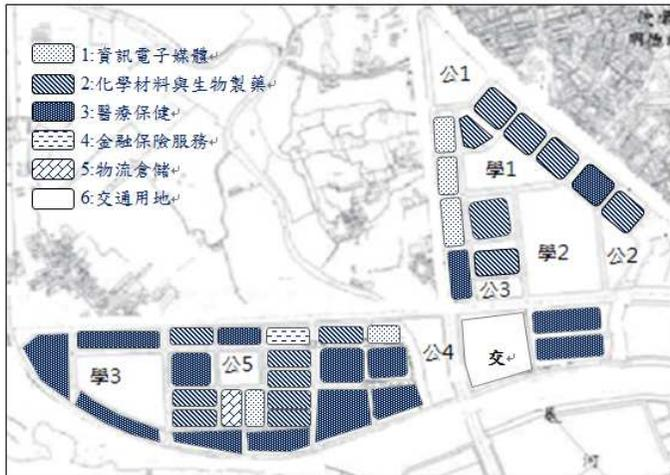 1:資訊電子媒體
2:化學材料與生物製藥
3:醫療保健
4:金融保險服務
5:物流倉儲
6:交通用地
公1
學1
學2
公2
公3
公5
公4
交
學3
河